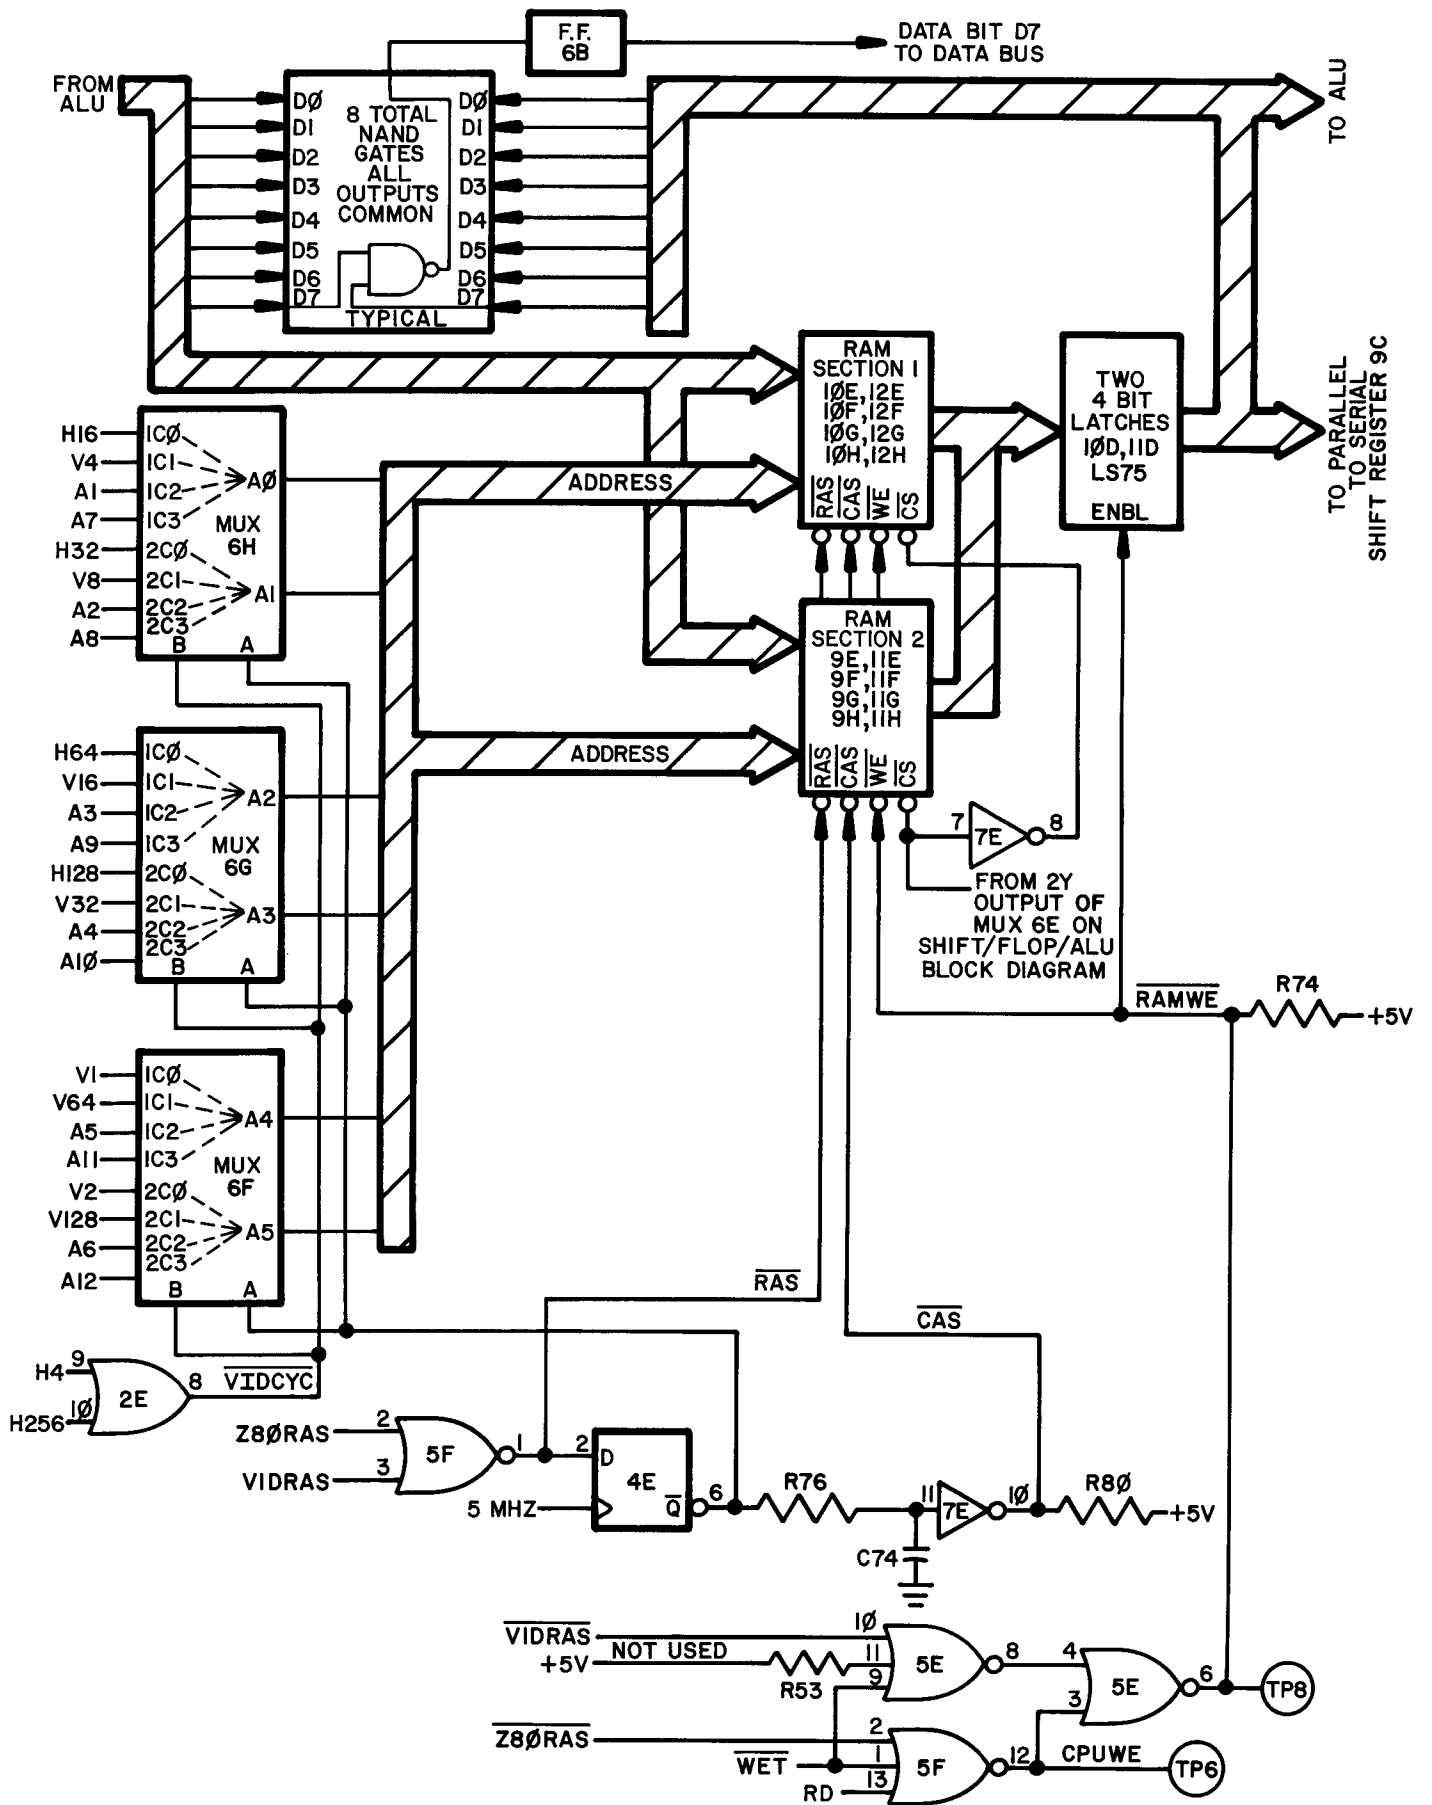 F.F.
6B
DATA BIT D7
TO DATA BUS
FROM
ALU
TO ALU
DØ
D1
D2
D3
D4
D5
D6
D7
8 TOTAL
NAND
GATES
ALL
OUTPUTS
COMMON
TYPICAL
DØ
D1
D2
D3
D4
D5
D6
D7
RAM
SECTION 1
1ØE,12E
1ØF,12F
1ØG,12G
1ØH,12H
RAS CAS WE CS
TWO
4 BIT
LATCHES
1ØD,11D
LS75
ENBL
TO PARALLEL
TO SERIAL
SHIFT REGISTER 9C
H16
V4
A1
A7
H32
V8
A2
A8
1CØ
1C1
1C2
1C3
2CØ
2C1
2C2
2C3
AØ
MUX
6H
A1
B A
ADDRESS
RAM
SECTION 2
9E,11E
9F,11F
9G,11G
9H,11H
RAS CAS WE CS
ADDRESS
7 7E 8
FROM 2Y
OUTPUT OF
MUX 6E ON
SHIFT/FLOP/ALU
BLOCK DIAGRAM
H64
V16
A3
A9
H128
V32
A4
A1Ø
1CØ
1C1
1C2
1C3
2CØ
2C1
2C2
2C3
A2
MUX
6G
A3
B A
RAMWE
R74
+5V
V1
V64
A5
A11
V2
V128
A6
A12
1CØ
1C1
1C2
1C3
2CØ
2C1
2C2
2C3
A4
MUX
6F
A5
B A
RAS
CAS
H4 9
H256 1Ø
2E
8 VIDCYC
Z8ØRAS 2
VIDRAS 3
5F
1
2 D
4E
Q 6
5 MHZ
R76
C74
11 7E 1Ø
R8Ø
+5V
VIDRAS 1Ø
NOT USED
+5V
R53
11
9
5E
8
4
3
5E
6
TP8
Z8ØRAS 2
WET 1
RD 13
5F
12 CPUWE
TP6